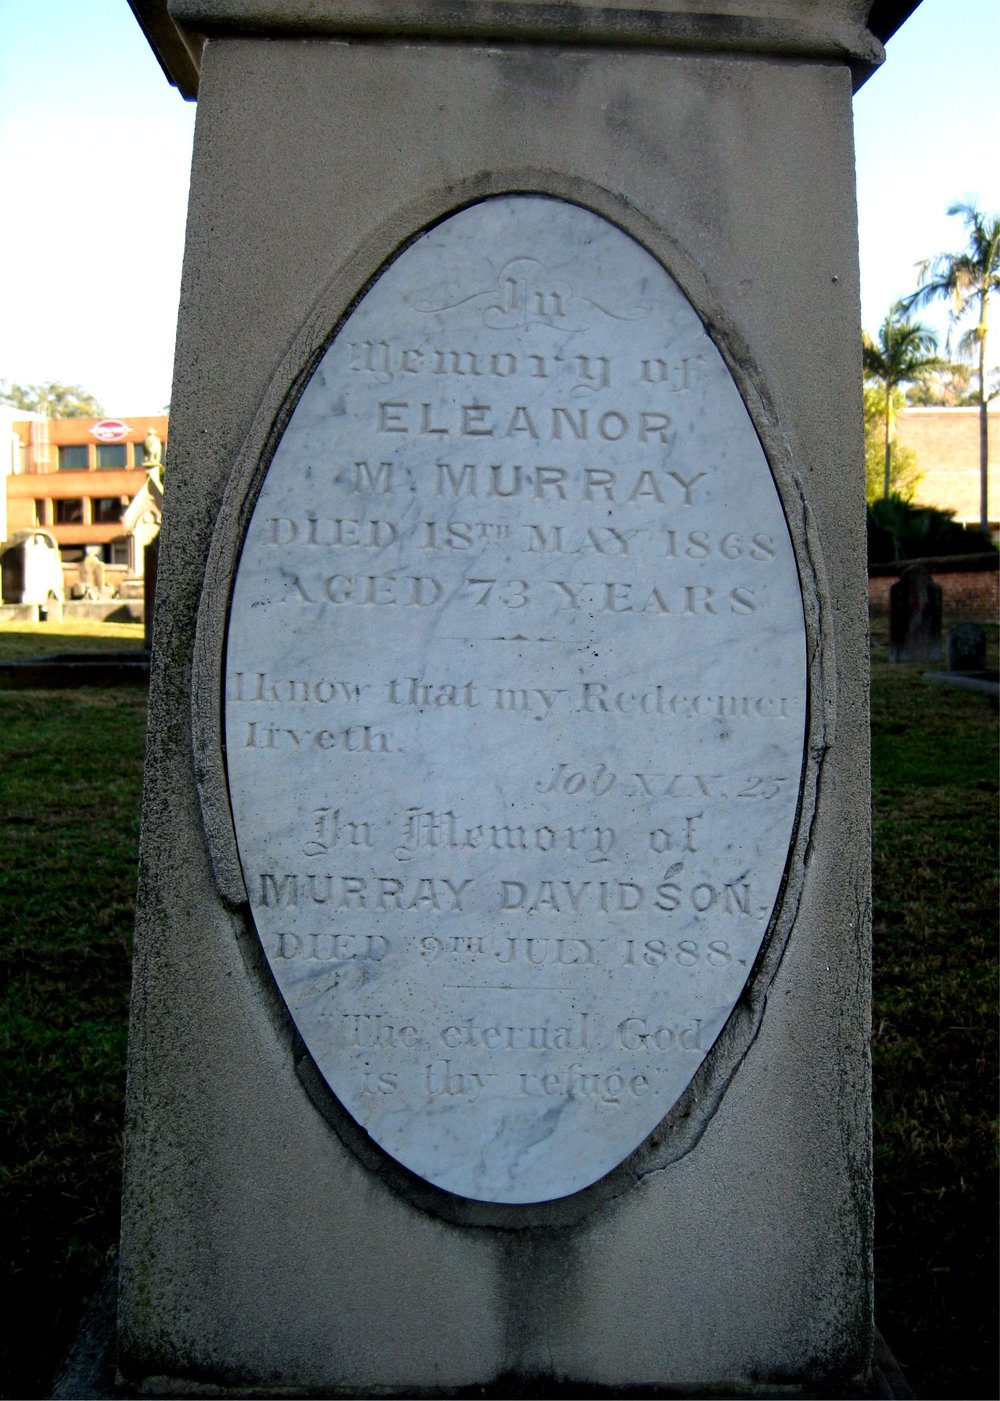 In
Memory of
ELEANOR
M. MURRAY
DIED 18TH MAY 1868
AGED 73 YEARS
I know that my Redeemer
liveth.
Job XIX. 25
In Memory of
MURRAY DAVIDSON,
DIED 9TH JULY 1888.
"The eternal God
is thy refuge."